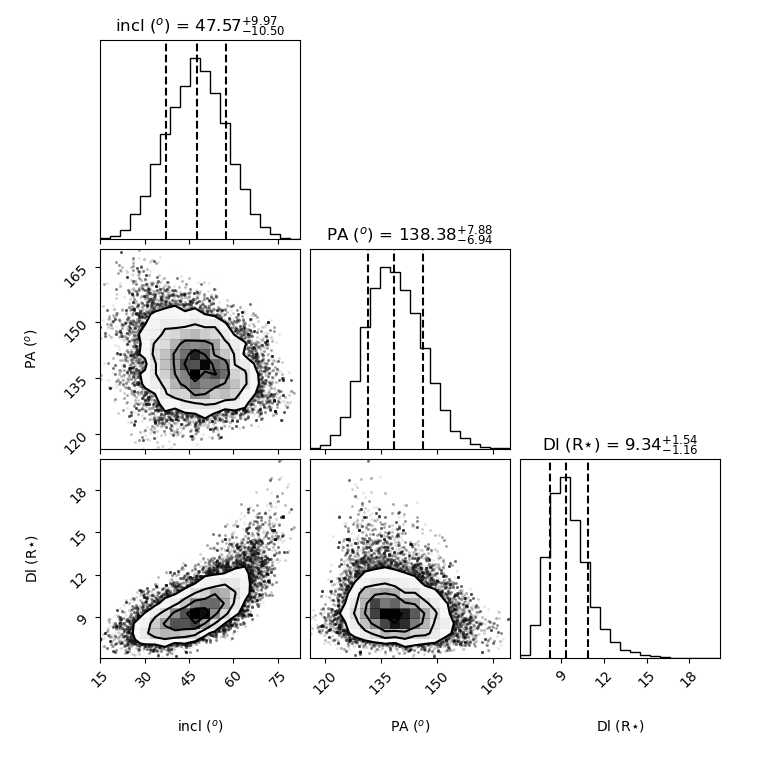 incl (°) = 47.57+9.97 −10.50
PA (°) = 138.38+7.88 −6.94
165
150
135
120
PA (°)
Dl (R⋆) = 9.34+1.54 −1.16
18
15
12
9
Dl (R⋆)
15 30 45 60 75
120 135 150 165
9 12 15 18
incl (°)
PA (°)
Dl (R⋆)